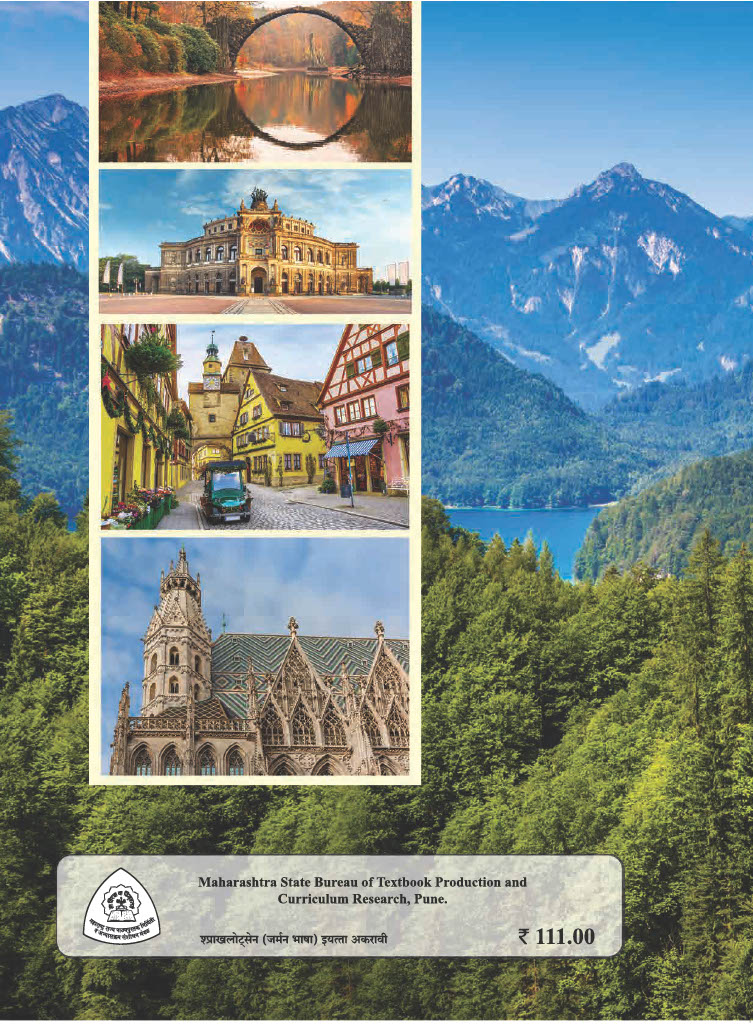 Maharashtra State Bureau of Textbook Production and
Curriculum Research, Pune.
महाराष्ट्र राज्य पाठ्यपुस्तक निर्मिती
व अभ्यासक्रम संशोधन मंडळ
श्प्राखलोट्सेन (जर्मन भाषा) इयत्ता अकरावी
₹ 111.00